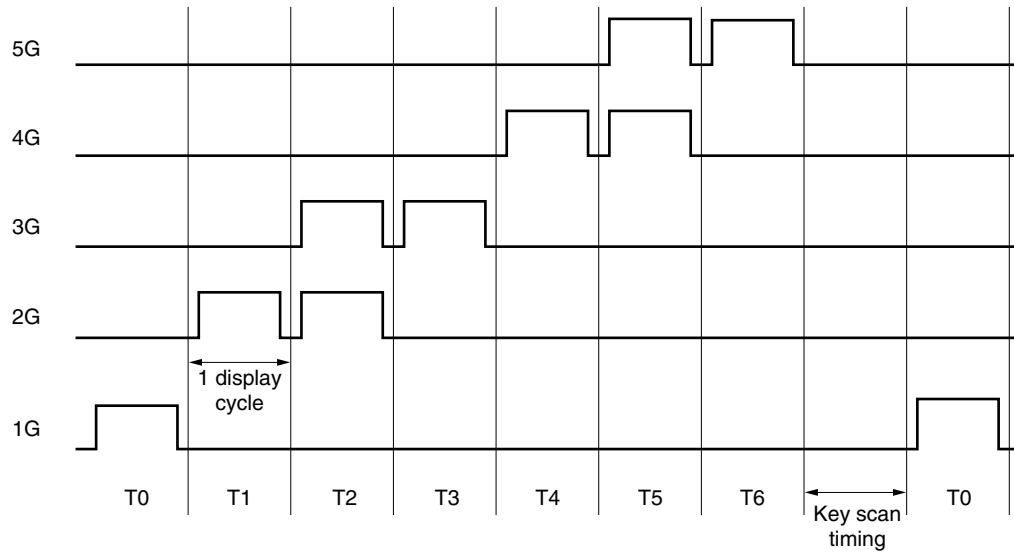 5G
4G
3G
2G
1 display
cycle
1G
T0 T1 T2 T3 T4 T5 T6 T0
Key scan
timing